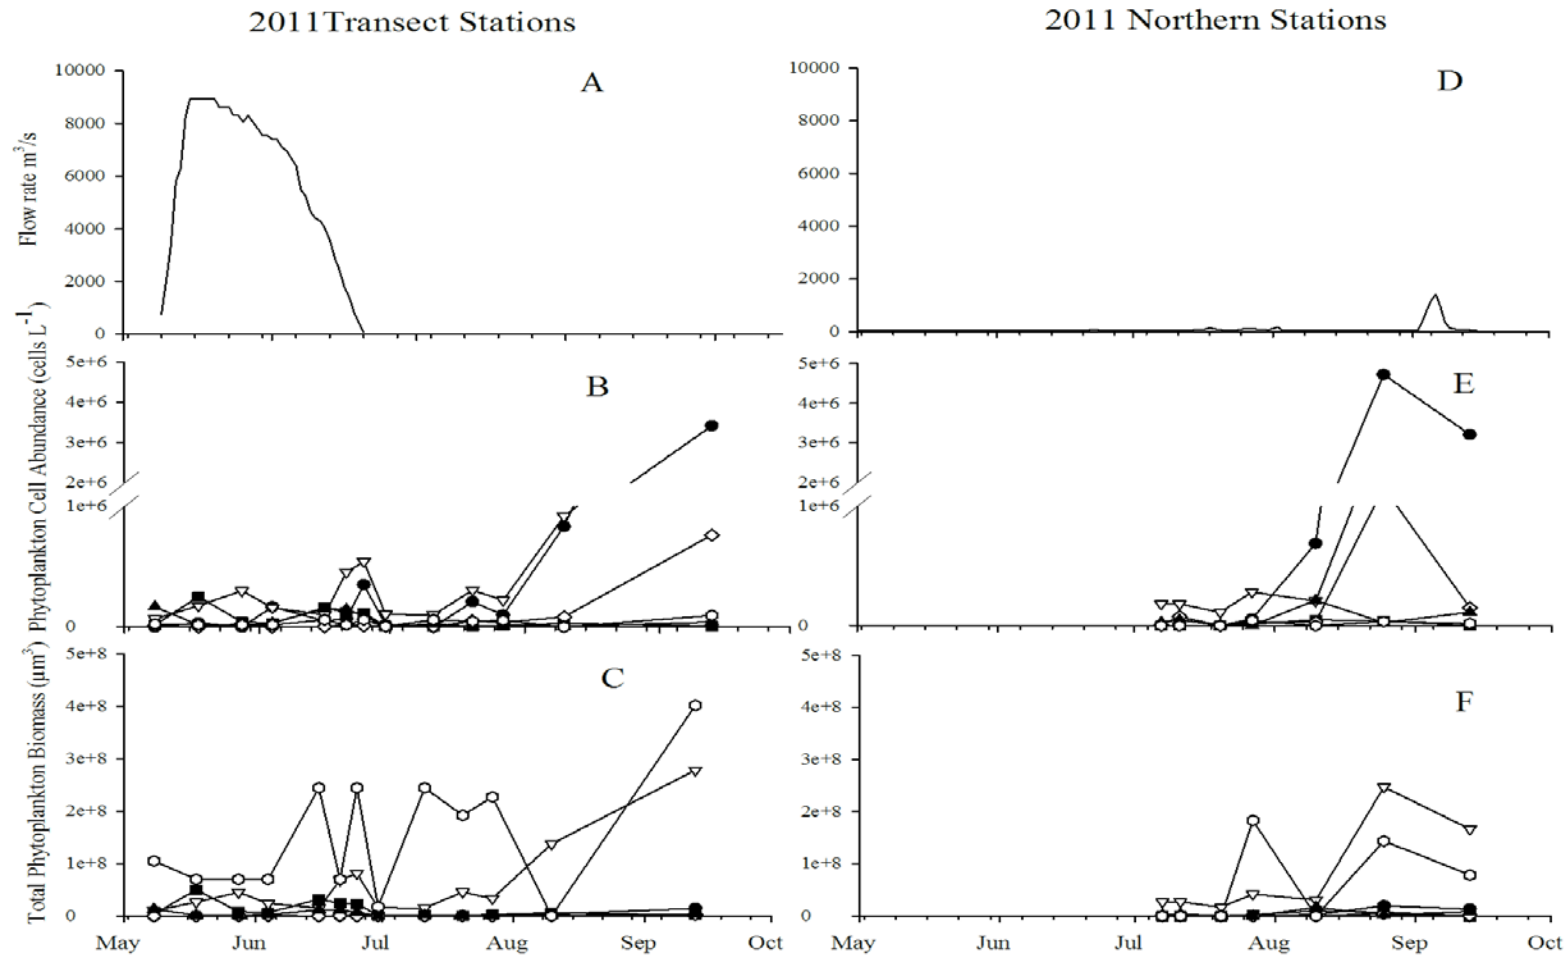 2011Transect Stations
2011 Northern Stations
A
10000
8000
6000
4000
2000
0
Flow rate m³/s
D
10000
8000
6000
4000
2000
0
B
5e+6
4e+6
3e+6
2e+6
1e+6
0
Phytoplankton Cell Abundance (cells L⁻¹)
E
5e+6
4e+6
3e+6
2e+6
1e+6
0
C
5e+8
4e+8
3e+8
2e+8
1e+8
0
Total Phytoplankton Biomass (µm³)
May Jun Jul Aug Sep Oct
F
5e+8
4e+8
3e+8
2e+8
1e+8
0
May Jun Jul Aug Sep Oct